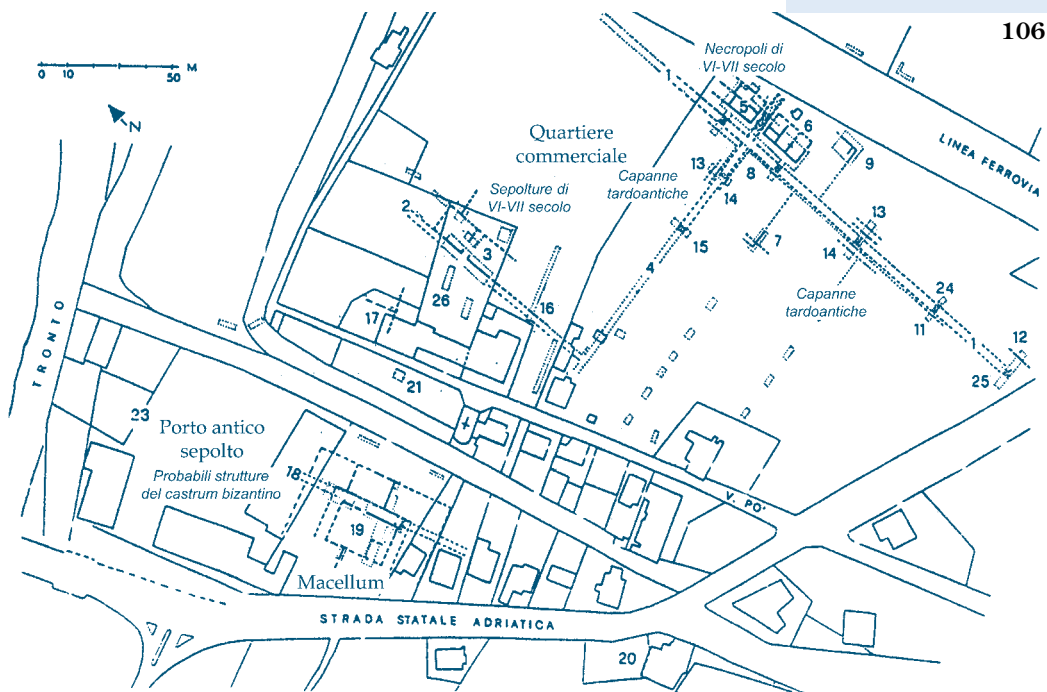 106
0 10 50 M
N
Necropoli di
VI-VII secolo
1
5
6
LINEA FERROVIA
Quartiere
commerciale
9
13
8
Capanne
tardoantiche
14
Sepolture di
VI-VII secolo
2
3
13
15
7
14
4
26
16
Capanne
tardoantiche
24
17
11
1
12
25
TRONTO
21
23
Porto antico
sepolto
Probabili strutture
del castrum bizantino
18
V. PO'
19
Macellum
STRADA STATALE ADRIATICA
20